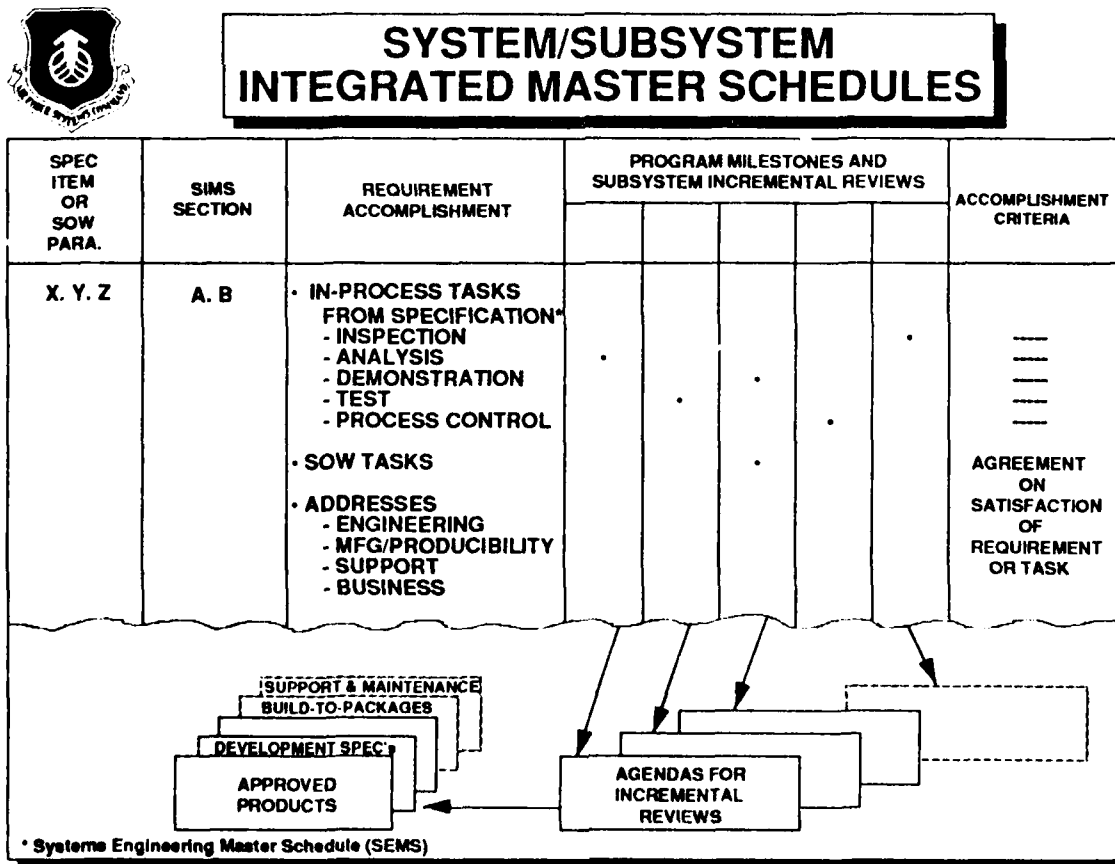 SYSTEM/SUBSYSTEM
INTEGRATED MASTER SCHEDULES
SPEC
ITEM
OR
SOW
PARA.
SIMS
SECTION
REQUIREMENT
ACCOMPLISHMENT
PROGRAM MILESTONES AND
SUBSYSTEM INCREMENTAL REVIEWS
ACCOMPLISHMENT
CRITERIA
X. Y. Z
A. B
• IN-PROCESS TASKS
FROM SPECIFICATION*
- INSPECTION
- ANALYSIS
- DEMONSTRATION
- TEST
- PROCESS CONTROL
• SOW TASKS
• ADDRESSES
- ENGINEERING
- MFG/PRODUCIBILITY
- SUPPORT
- BUSINESS
AGREEMENT
ON
SATISFACTION
OF
REQUIREMENT
OR TASK
SUPPORT & MAINTENANCE
BUILD-TO-PACKAGES
DEVELOPMENT SPEC's
APPROVED
PRODUCTS
AGENDAS FOR
INCREMENTAL
REVIEWS
* Systems Engineering Master Schedule (SEMS)